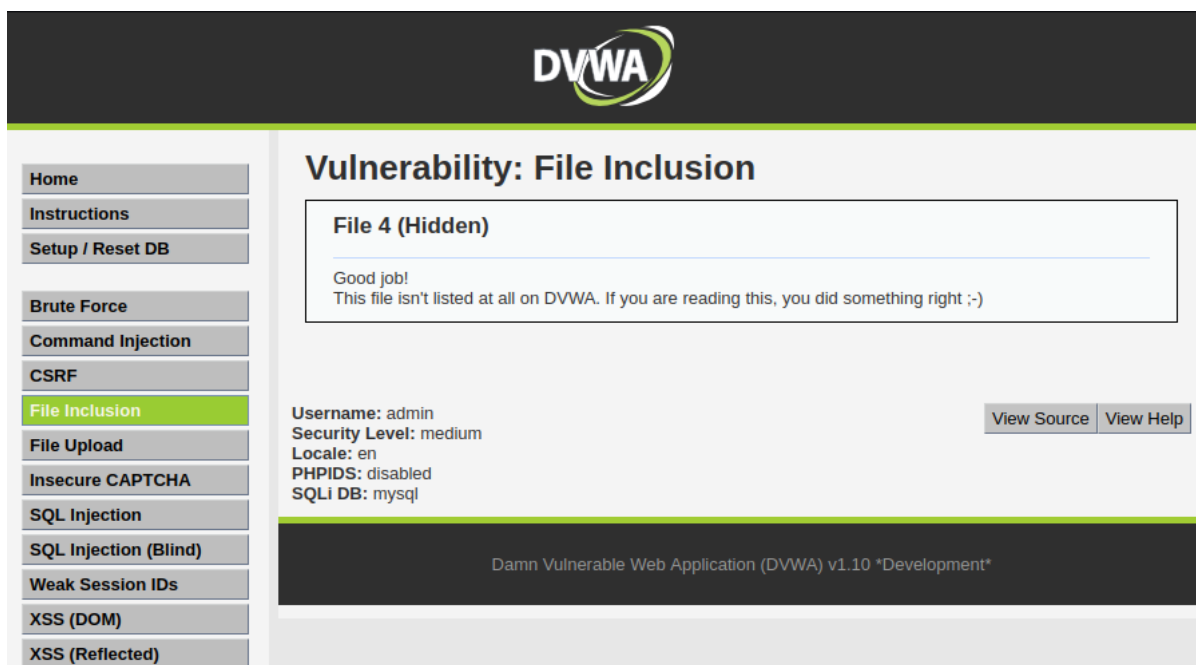 DVWA
Home
Instructions
Setup / Reset DB
Brute Force
Command Injection
CSRF
File Inclusion
File Upload
Insecure CAPTCHA
SQL Injection
SQL Injection (Blind)
Weak Session IDs
XSS (DOM)
XSS (Reflected)
Vulnerability: File Inclusion
File 4 (Hidden)
Good job!
This file isn't listed at all on DVWA. If you are reading this, you did something right ;-)
Username: admin
Security Level: medium
Locale: en
PHPIDS: disabled
SQLi DB: mysql
View Source View Help
Damn Vulnerable Web Application (DVWA) v1.10 *Development*